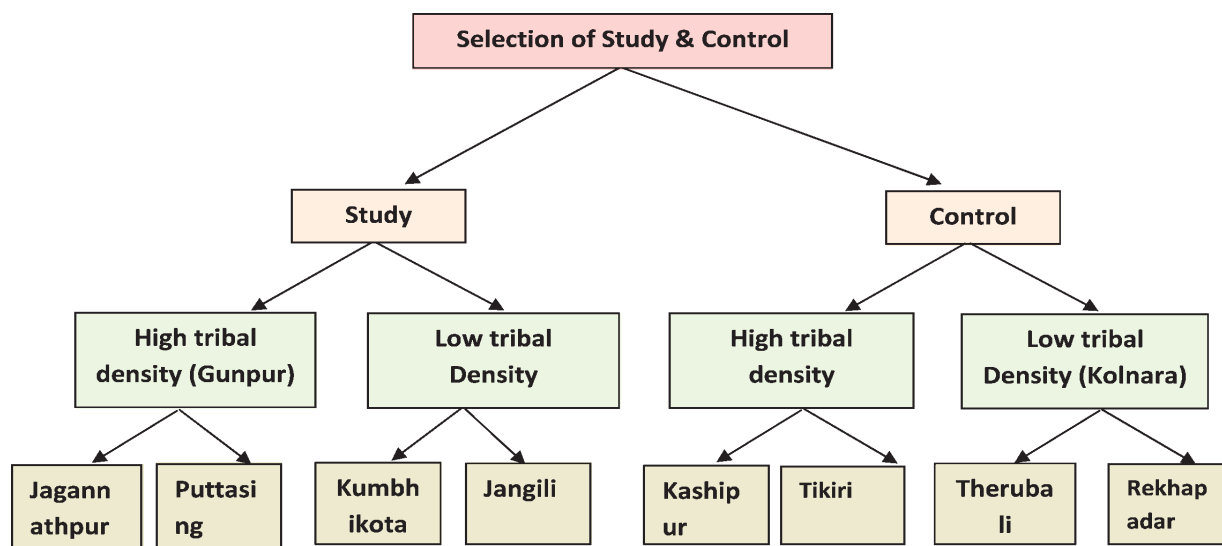 Selection of Study & Control
Study
Control
High tribal
density (Gunpur)
Low tribal
Density
High tribal
density
Low tribal
Density (Kolnara)
Jagann
athpur
Puttasi
ng
Kumbh
ikota
Jangili
Kaship
ur
Tikiri
Theruba
li
Rekhap
adar